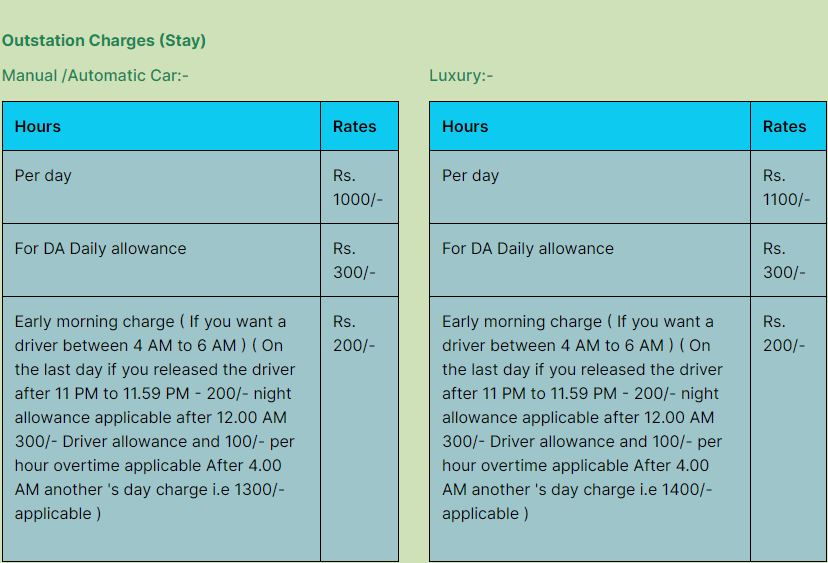 Outstation Charges (Stay)
Manual /Automatic Car:-
Hours Rates
Per day Rs.
1000/-
For DA Daily allowance Rs.
300/-
Early morning charge ( If you want a Rs.
driver between 4 AM to 6 AM ) ( On 200/-
the last day if you released the driver
after 11 PM to 11.59 PM - 200/- night
allowance applicable after 12.00 AM
300/- Driver allowance and 100/- per
hour overtime applicable After 4.00
AM another 's day charge i.e 1300/-
applicable )
Luxury:-
Hours Rates
Per day Rs.
1100/-
For DA Daily allowance Rs.
300/-
Early morning charge ( If you want a Rs.
driver between 4 AM to 6 AM ) ( On 200/-
the last day if you released the driver
after 11 PM to 11.59 PM - 200/- night
allowance applicable after 12.00 AM
300/- Driver allowance and 100/- per
hour overtime applicable After 4.00
AM another 's day charge i.e 1400/-
applicable )